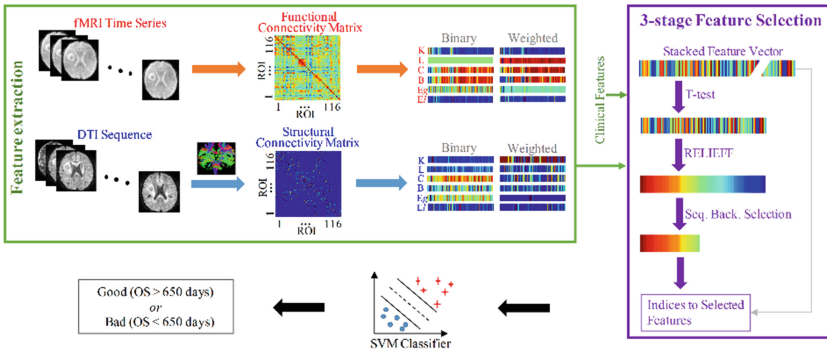 Feature extraction
fMRI Time Series
Functional
Connectivity Matrix
116
...
ROI
1
1 ... 116
ROI
Binary Weighted
K
L
C
B
Eg
El
DTI Sequence
Structural
Connectivity Matrix
116
...
ROI
1
1 ... 116
ROI
Binary Weighted
K
L
C
B
Eg
Clinical Features
3-stage Feature Selection
Stacked Feature Vector
T-test
RELIEFF
Seq. Back. Selection
Indices to Selected
Features
SVM Classifier
Good (OS > 650 days)
or
Bad (OS < 650 days)